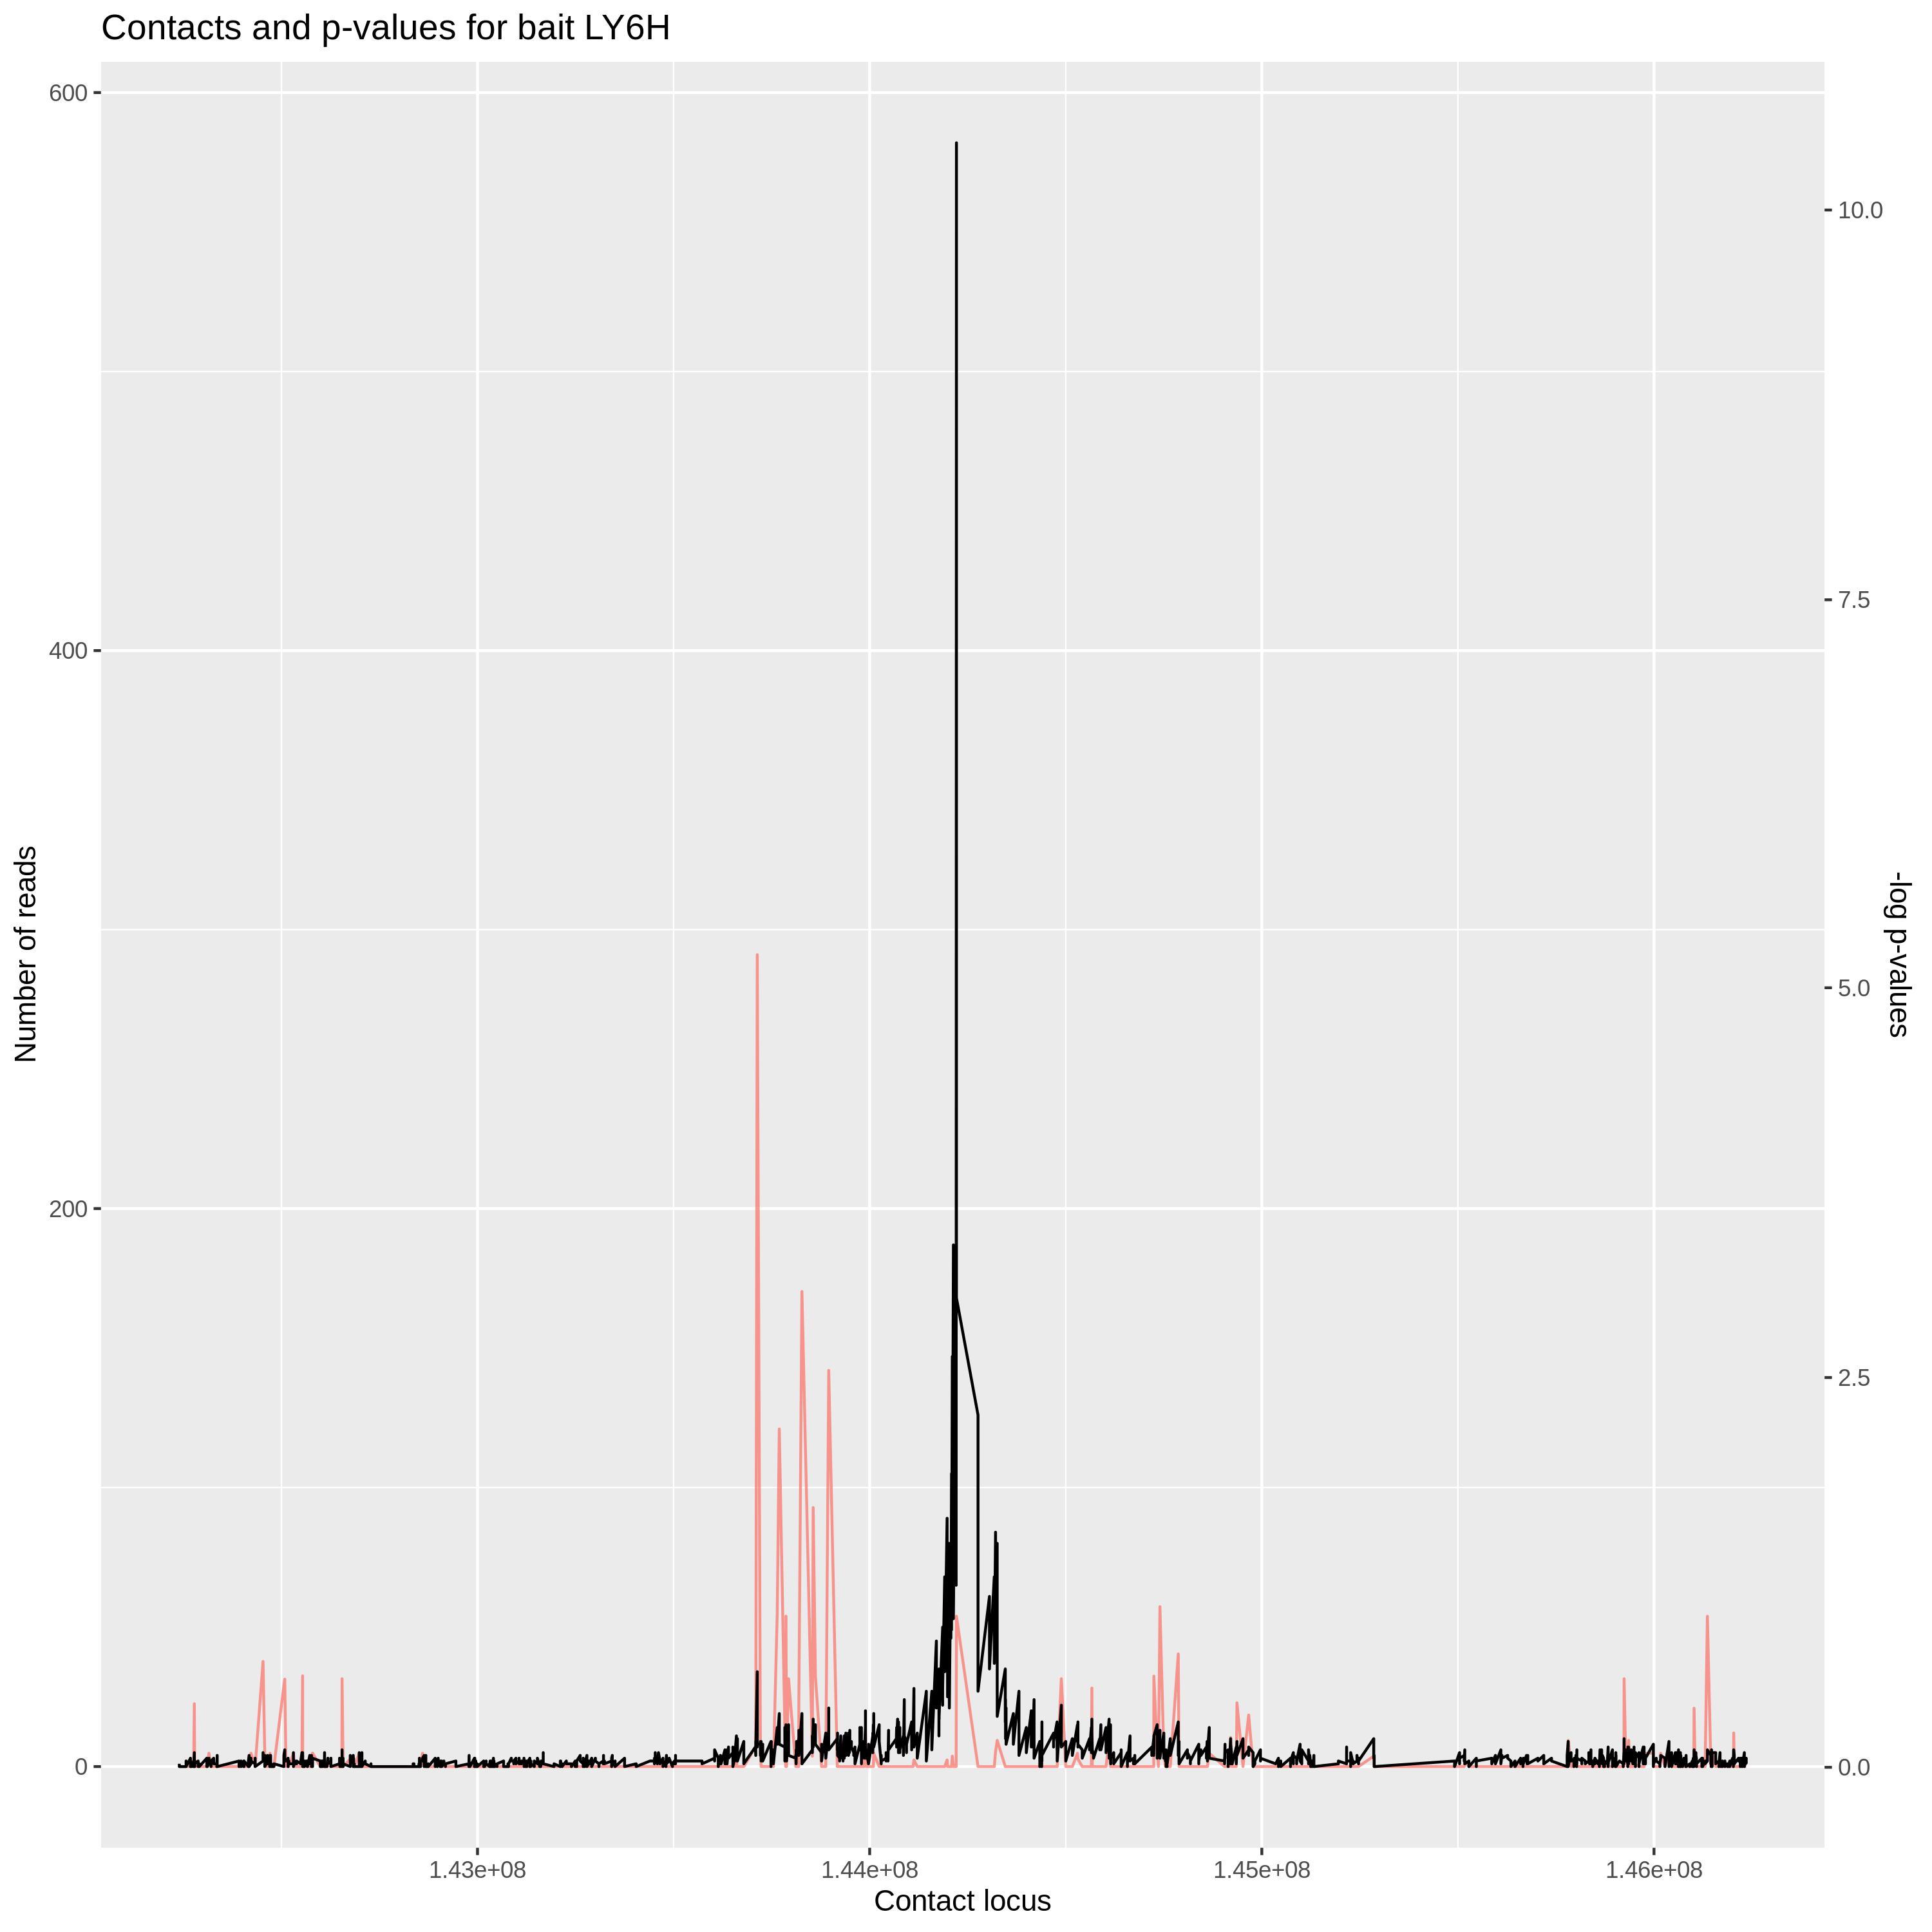 Contacts and p-values for bait LY6H
600
400
200
0
Number of reads
10.0
7.5
5.0
2.5
0.0
-log p-values
1.43e+08
1.44e+08
1.45e+08
1.46e+08
Contact locus